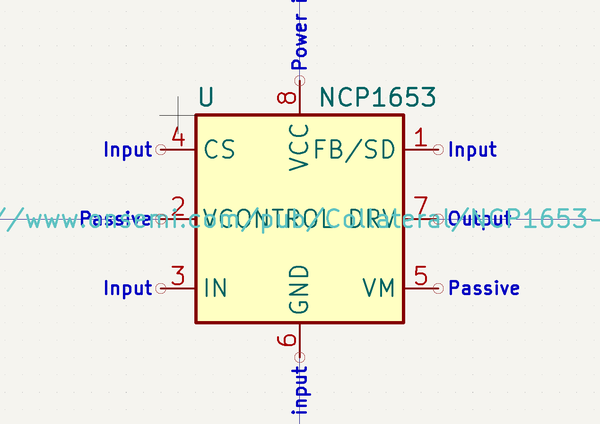 Power i
8
U NCP1653
Input 4 CS VCC FB/SD 1 Input
Passive 2 VCONTROL DRV 7 Output
//www.onsemi.com/pub/Collateral/NCP1653-
Input 3 IN GND VM 5 Passive
6
input